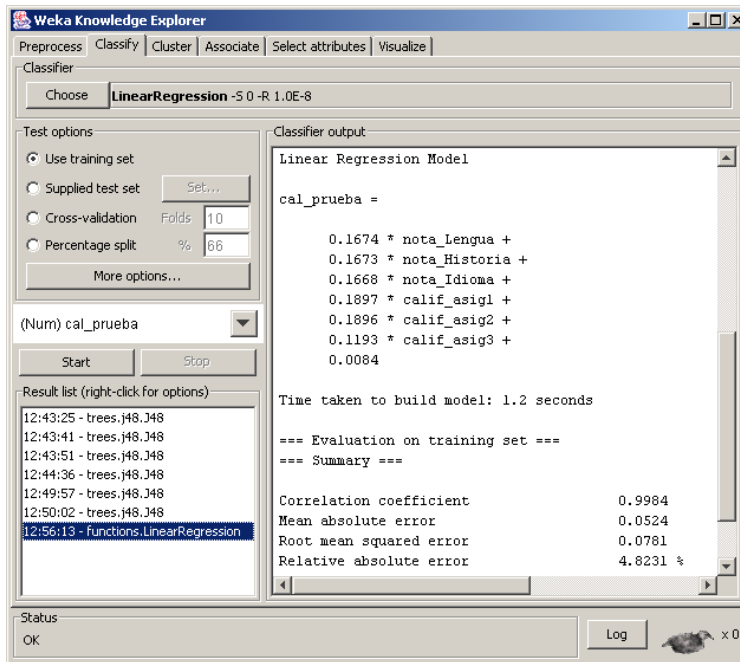 Weka Knowledge Explorer
Preprocess Classify Cluster Associate Select attributes Visualize
Classifier
Choose LinearRegression -S 0 -R 1.0E-8
Test options
Use training set
Supplied test set Set...
Cross-validation Folds 10
Percentage split % 66
More options...
(Num) cal_prueba
Start Stop
Result list (right-click for options)
12:43:25 - trees.j48.J48
12:43:41 - trees.j48.J48
12:43:51 - trees.j48.J48
12:44:36 - trees.j48.J48
12:49:57 - trees.j48.J48
12:50:02 - trees.j48.J48
12:56:13 - functions.LinearRegression
Classifier output
Linear Regression Model
cal_prueba =
0.1674 * nota_Lengua +
0.1673 * nota_Historia +
0.1668 * nota_Idioma +
0.1897 * calif_asig1 +
0.1896 * calif_asig2 +
0.1193 * calif_asig3 +
0.0084
Time taken to build model: 1.2 seconds
=== Evaluation on training set ===
=== Summary ===
Correlation coefficient 0.9984
Mean absolute error 0.0524
Root mean squared error 0.0781
Relative absolute error 4.8231 %
Status
OK
Log x 0